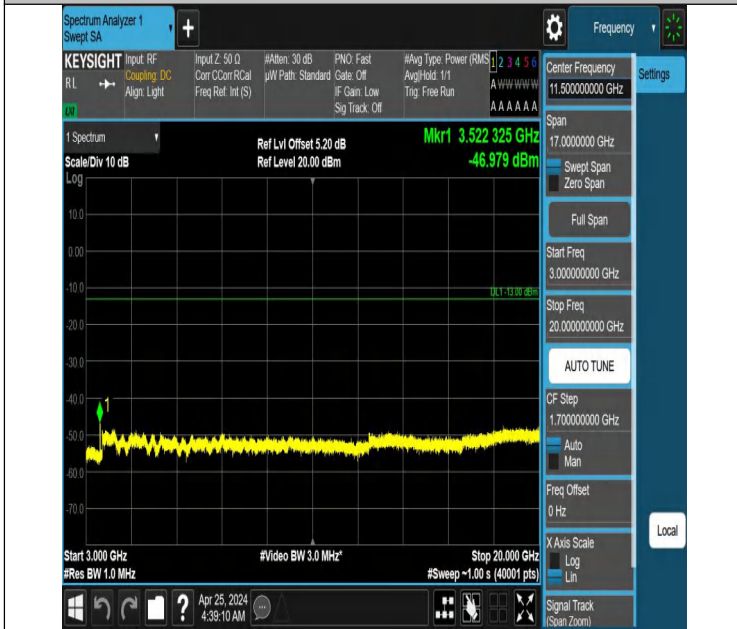 Spectrum Analyzer 1
Swept SA
+
Frequency
KEYSIGHT
RL
Input: RF
Coupling: DC
Align: Light
Input Z: 50 Ω
Corr CCorr RCal
Freq Ref: Int (S)
#Atten: 30 dB
µW Path: Standard
PNO: Fast
Gate: Off
IF Gain: Low
Sig Track: Off
#Avg Type: Power (RMS
Avg|Hold: 1/1
Trig: Free Run
1 2 3 4 5 6
A W W W W W
A A A A A A
1 Spectrum
Scale/Div 10 dB
Ref Lvl Offset 5.20 dB
Ref Level 20.00 dBm
Mkr1 3.522 325 GHz
-46.979 dBm
Log
10.0
0.00
-10.0
-20.0
-30.0
-40.0
-50.0
-60.0
-70.0
DL1 -13.00 dBm
1
Start 3.000 GHz
#Res BW 1.0 MHz
#Video BW 3.0 MHz*
Stop 20.000 GHz
#Sweep ~1.00 s (40001 pts)
?
Apr 25, 2024
4:39:10 AM
Center Frequency
11.500000000 GHz
Settings
Span
17.0000000 GHz
Swept Span
Zero Span
Full Span
Start Freq
3.000000000 GHz
Stop Freq
20.000000000 GHz
AUTO TUNE
CF Step
1.700000000 GHz
Auto
Man
Freq Offset
0 Hz
X Axis Scale
Log
Lin
Local
Signal Track
(Span Zoom)